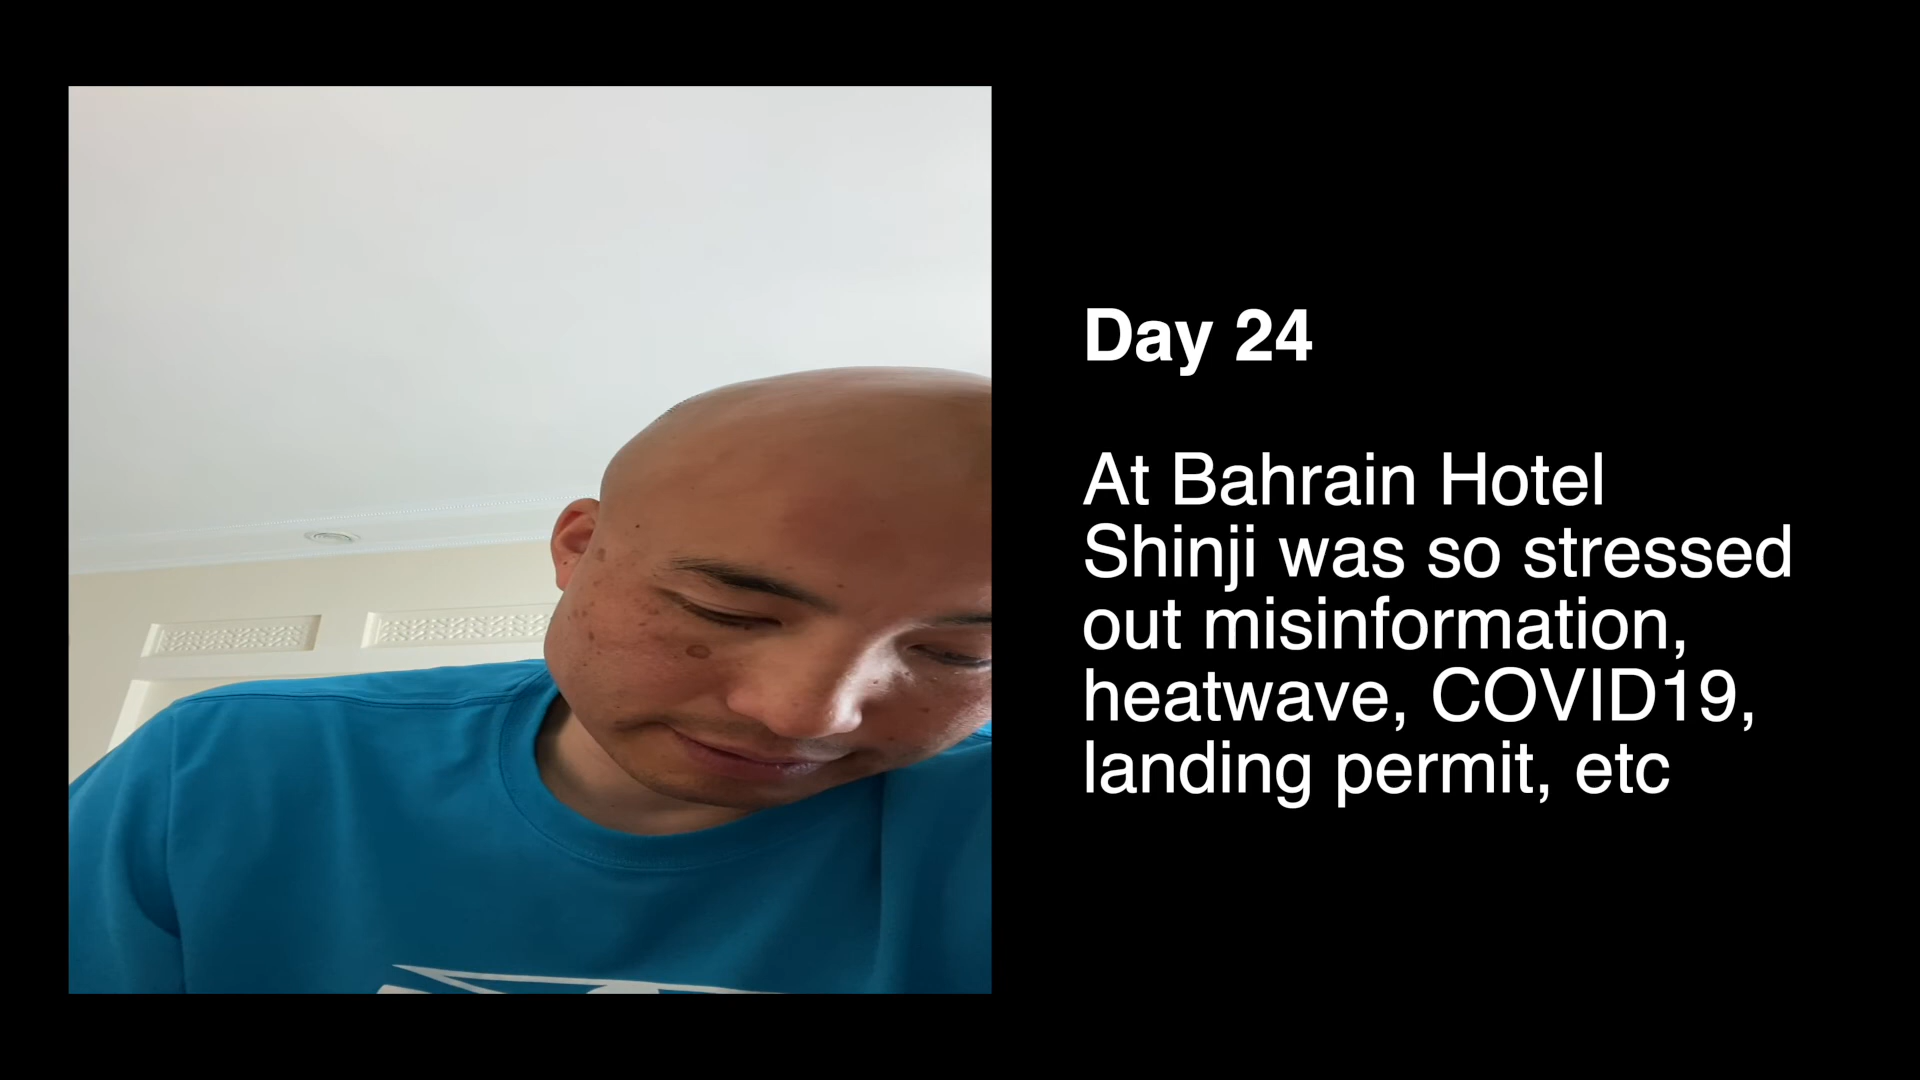 Day 24
At Bahrain Hotel
Shinji was so stressed
out misinformation,
heatwave, COVID19,
landing permit, etc